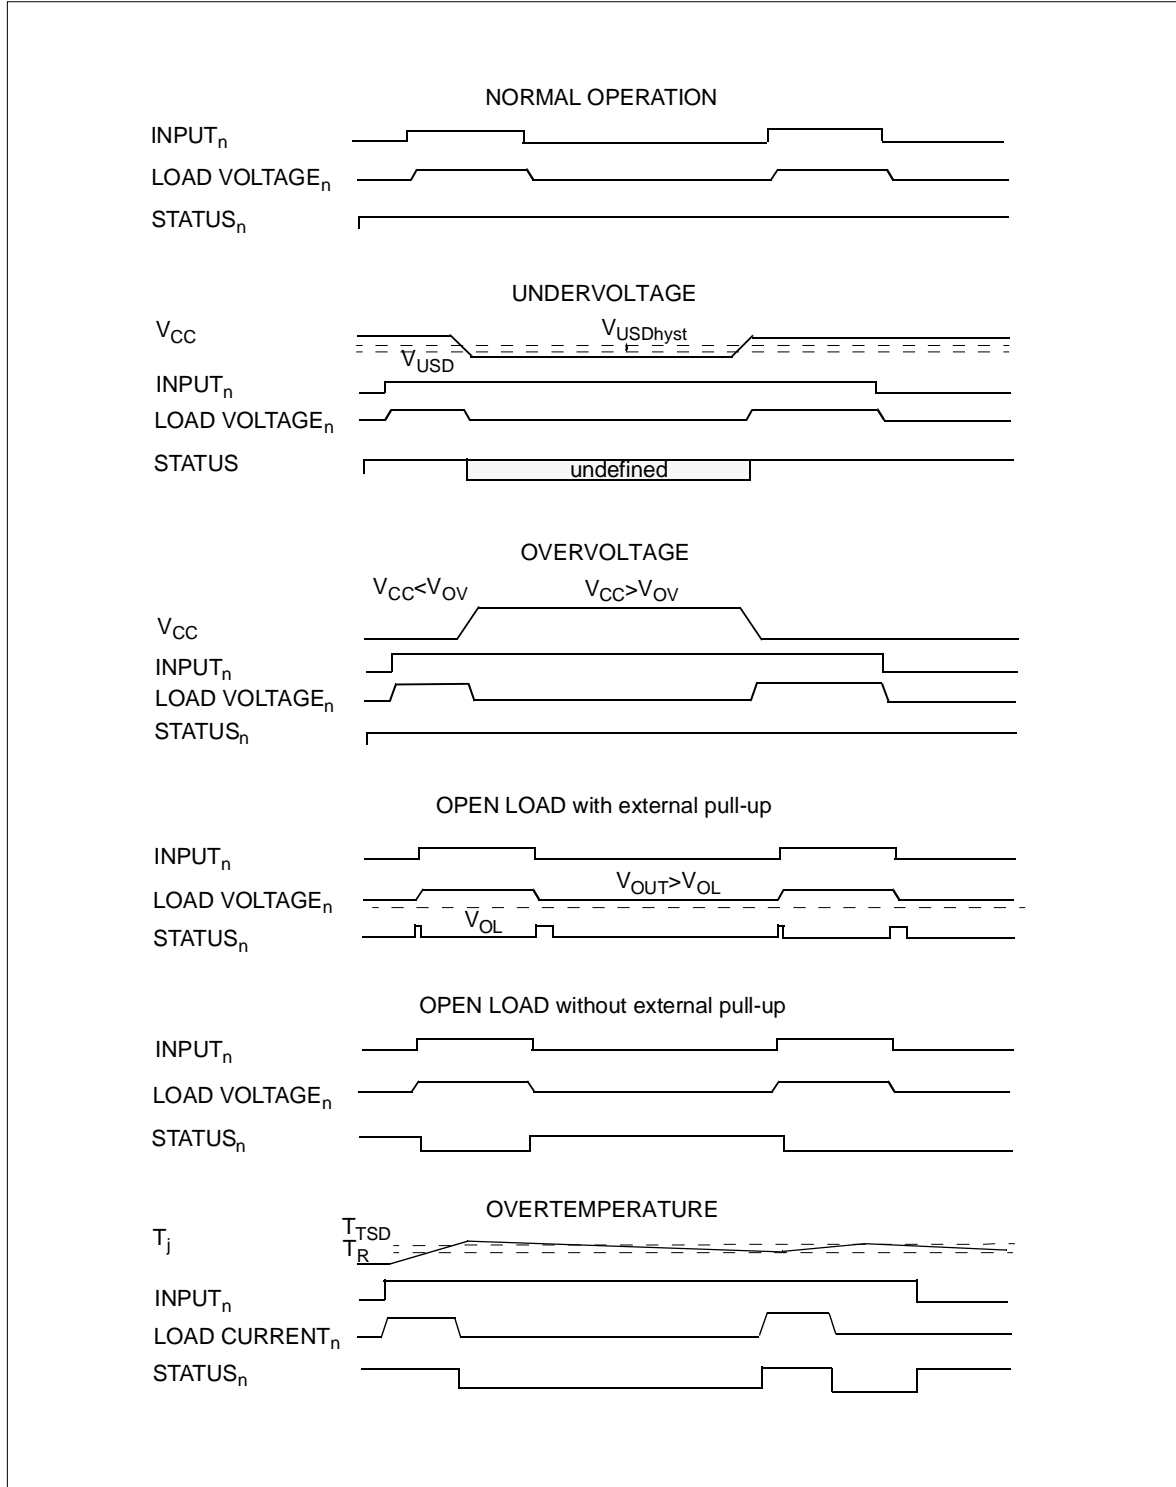 NORMAL OPERATION
INPUTn
LOAD VOLTAGEn
STATUSn
UNDERVOLTAGE
VCC
VUSDhyst
VUSD
INPUTn
LOAD VOLTAGEn
STATUS
undefined
OVERVOLTAGE
VCC<VOV
VCC>VOV
VCC
INPUTn
LOAD VOLTAGEn
STATUSn
OPEN LOAD with external pull-up
INPUTn
VOUT>VOL
LOAD VOLTAGEn
VOL
STATUSn
OPEN LOAD without external pull-up
INPUTn
LOAD VOLTAGEn
STATUSn
OVERTEMPERATURE
Tj
TTSD
TR
INPUTn
LOAD CURRENTn
STATUSn